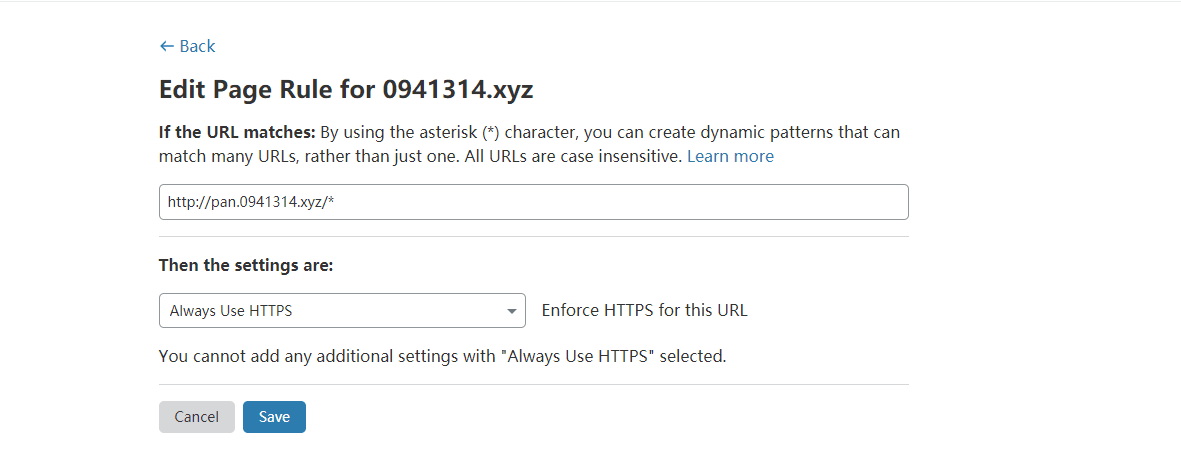 ← Back
Edit Page Rule for 0941314.xyz
If the URL matches: By using the asterisk (*) character, you can create dynamic patterns that can
match many URLs, rather than just one. All URLs are case insensitive. Learn more
http://pan.0941314.xyz/*
Then the settings are:
Always Use HTTPS Enforce HTTPS for this URL
You cannot add any additional settings with "Always Use HTTPS" selected.
Cancel Save